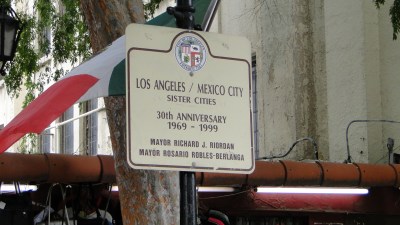 LOS ANGELES / MEXICO CITY
SISTER CITIES
30th ANNIVERSARY
1969 - 1999
MAYOR RICHARD J. RIORDAN
MAYOR ROSARIO ROBLES-BERLANGA